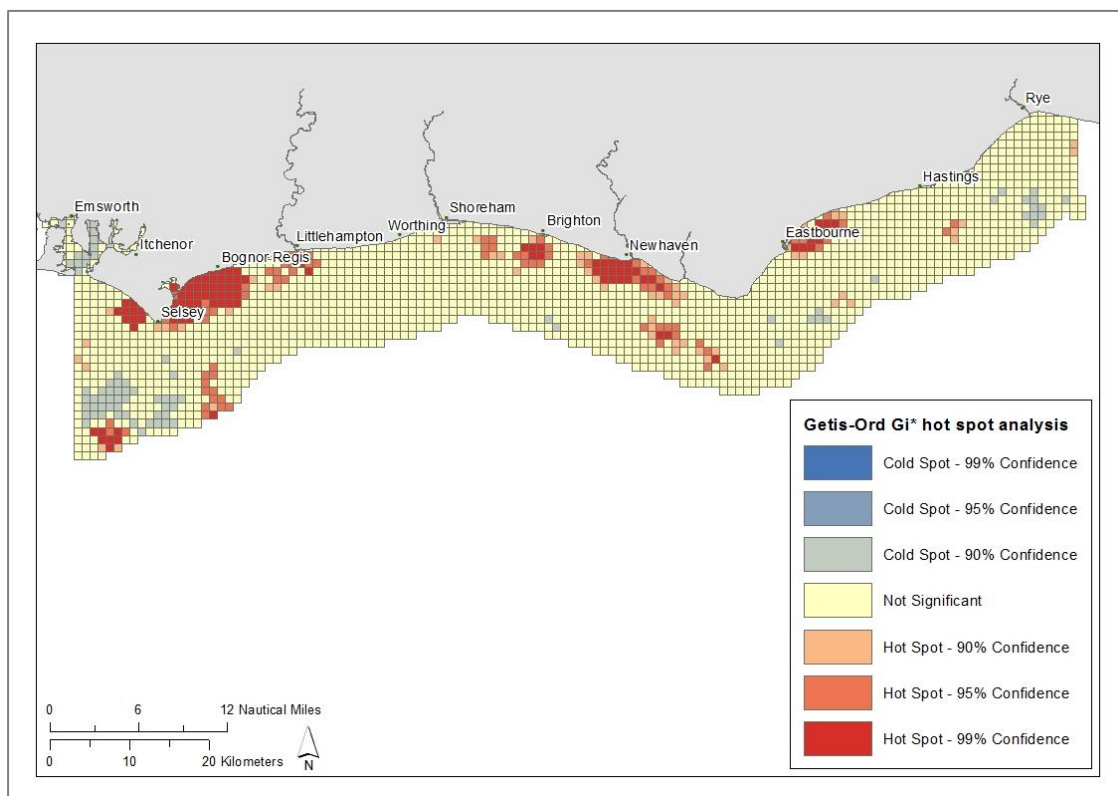 Rye
Hastings
Emsworth
Shoreham
Itchenor
Worthing
Brighton
Littlehampton
Eastbourne
Newhaven
Bognor Regis
Selsey
Getis-Ord Gi* hot spot analysis
Cold Spot - 99% Confidence
Cold Spot - 95% Confidence
Cold Spot - 90% Confidence
Not Significant
Hot Spot - 90% Confidence
Hot Spot - 95% Confidence
Hot Spot - 99% Confidence
0 6 12 Nautical Miles
0 10 20 Kilometers
N